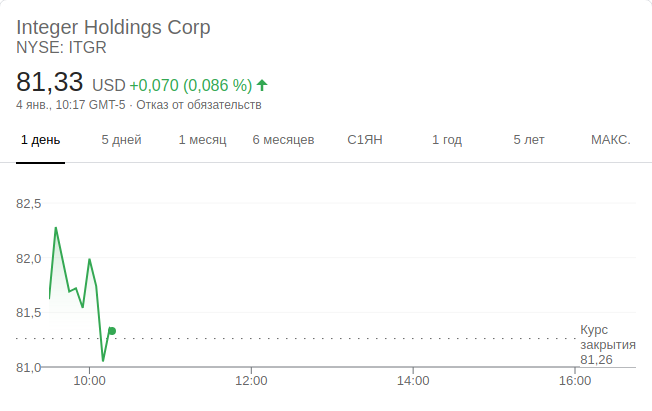 Integer Holdings Corp
NYSE: ITGR
81,33 USD +0,070 (0,086 %)
4 янв., 10:17 GMT-5 · Отказ от обязательств
1 день 5 дней 1 месяц 6 месяцев С1ЯН 1 год 5 лет МАКС.
82,5
82,0
81,5
Курс
закрытия
81,26
81,0
10:00 12:00 14:00 16:00